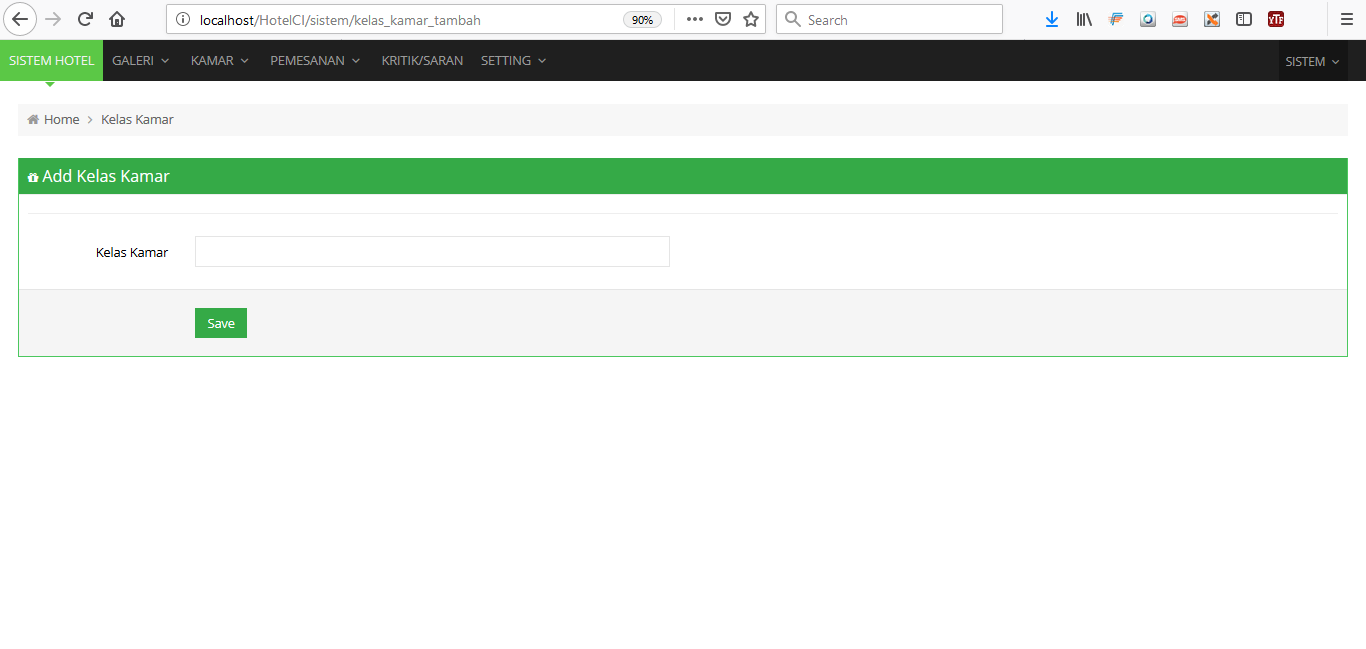 localhost/HotelCI/sistem/kelas_kamar_tambah 90% Search YTF
SISTEM HOTEL GALERI KAMAR PEMESANAN KRITIK/SARAN SETTING SISTEM
Home Kelas Kamar
Add Kelas Kamar
Kelas Kamar
Save